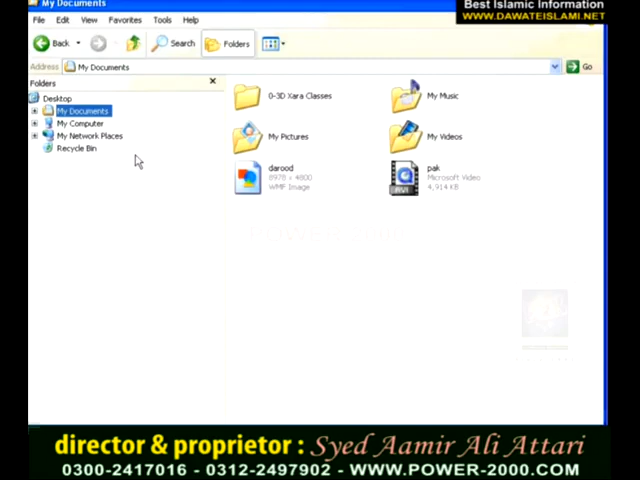 My Documents
Best Islamic Information
WWW.DAWATEISLAMI.NET
File Edit View Favorites Tools Help
Back Search Folders
Address My Documents Go
Folders
Desktop
My Documents
My Computer
My Network Places
Recycle Bin
0-3D Xara Classes
My Music
My Pictures
My Videos
darood
8978 x 4800
WMF Image
pak
Microsoft Video
4,914 KB
AVI
director & proprietor : Syed Aamir Ali Attari
0300-2417016 - 0312-2497902 - WWW.POWER-2000.COM